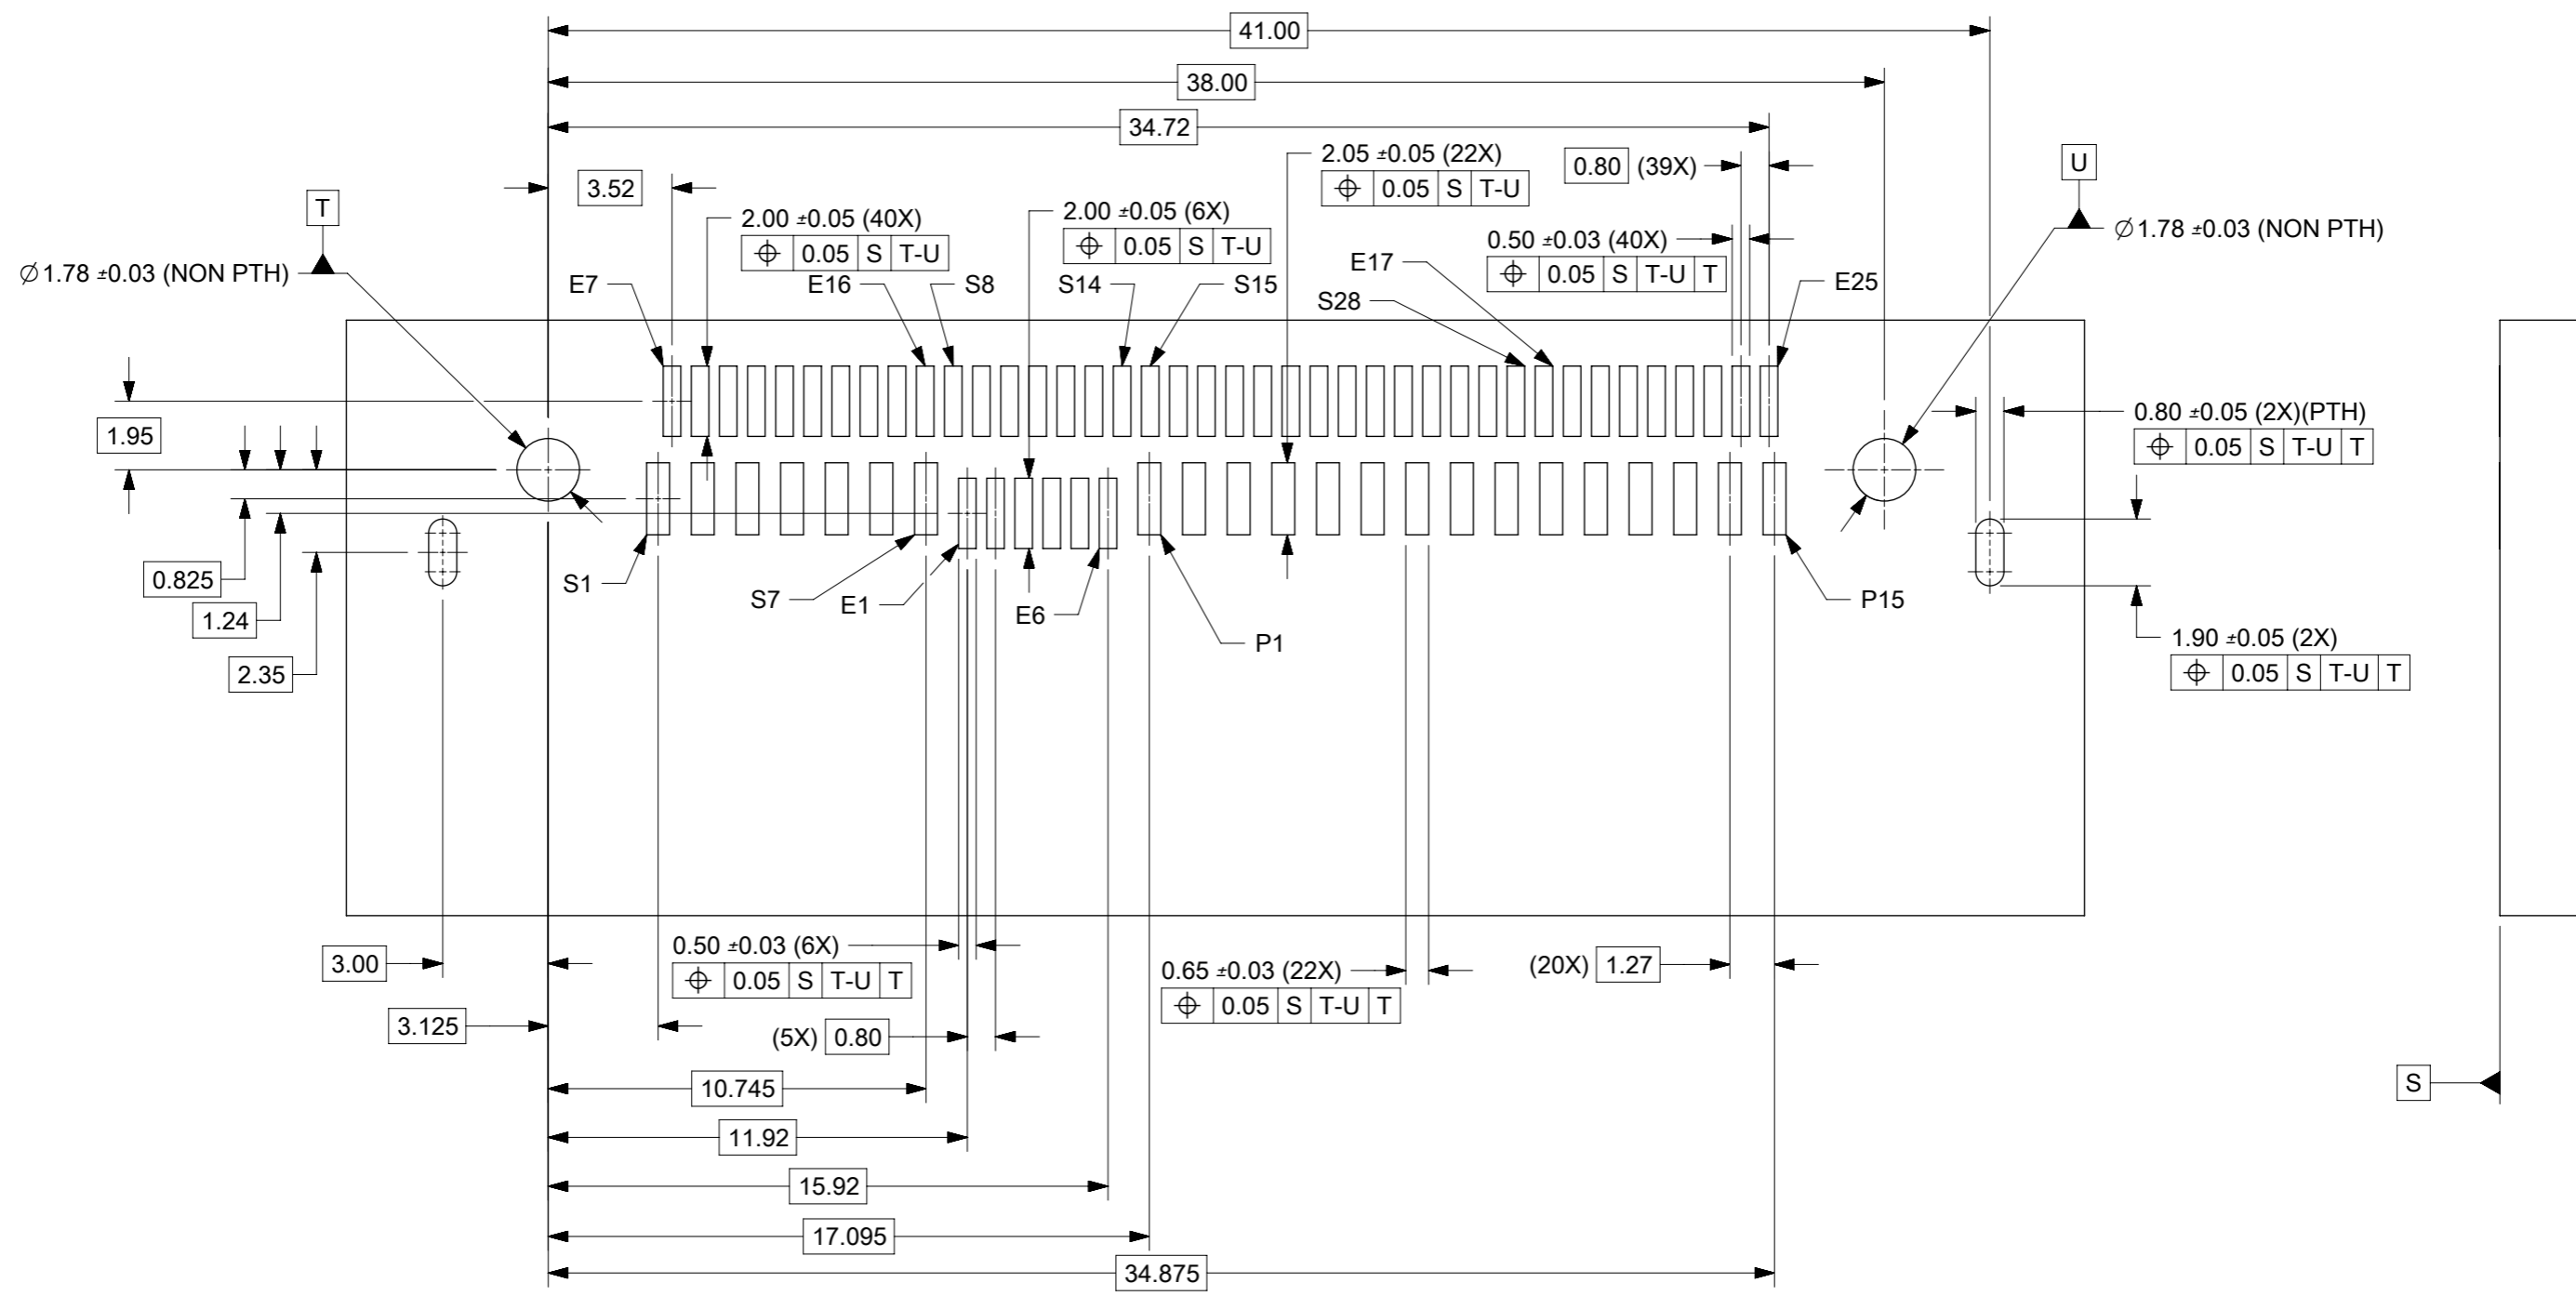 41.00
38.00
34.72
2.05 ±0.05 (22X)
⌖ 0.05 S T-U
0.80 (39X)
U
3.52
T
2.00 ±0.05 (40X)
⌖ 0.05 S T-U
2.00 ±0.05 (6X)
⌖ 0.05 S T-U
0.50 ±0.03 (40X)
⌖ 0.05 S T-U T
∅1.78 ±0.03 (NON PTH)
∅1.78 ±0.03 (NON PTH)
E7
E16
S8
S14
S15
E17
S28
E25
1.95
0.80 ±0.05 (2X)(PTH)
⌖ 0.05 S T-U T
0.825
S1
S7
E1
E6
P1
P15
1.24
2.35
1.90 ±0.05 (2X)
⌖ 0.05 S T-U T
3.00
0.50 ±0.03 (6X)
⌖ 0.05 S T-U T
0.65 ±0.03 (22X)
⌖ 0.05 S T-U T
(20X) 1.27
3.125
(5X) 0.80
10.745
S
11.92
15.92
17.095
34.875